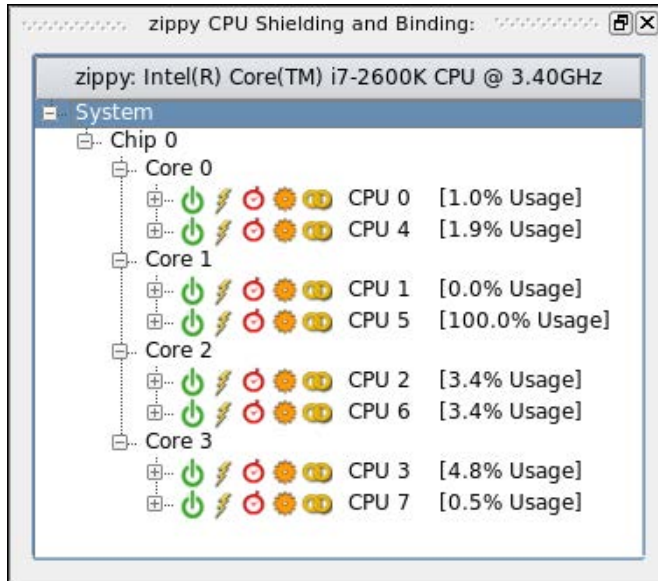 zippy CPU Shielding and Binding:
zippy: Intel(R) Core(TM) i7-2600K CPU @ 3.40GHz
System
Chip 0
Core 0
CPU 0 [1.0% Usage]
CPU 4 [1.9% Usage]
Core 1
CPU 1 [0.0% Usage]
CPU 5 [100.0% Usage]
Core 2
CPU 2 [3.4% Usage]
CPU 6 [3.4% Usage]
Core 3
CPU 3 [4.8% Usage]
CPU 7 [0.5% Usage]